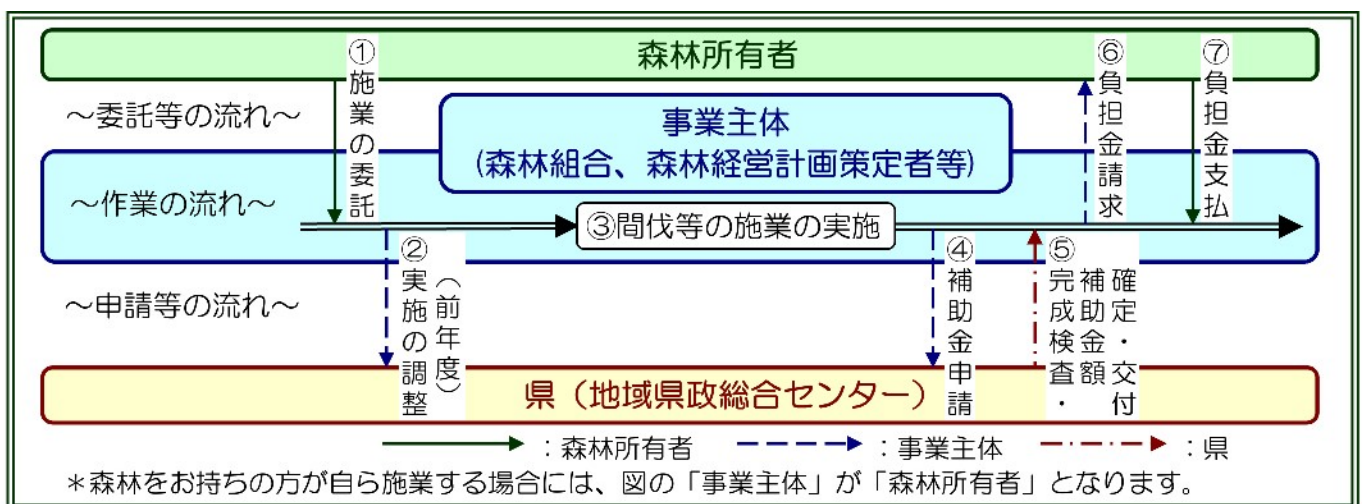 森林所有者
①施業の委託
⑥負担金請求
⑦負担金支払
～委託等の流れ～
事業主体
(森林組合、森林経営計画策定者等)
～作業の流れ～
③間伐等の施業の実施
②実施の調整
（前年度）
④補助金申請
⑤完成検査・
補助金額
確定・交付
～申請等の流れ～
県（地域県政総合センター）
：森林所有者
：事業主体
：県
＊森林をお持ちの方が自ら施業する場合には、図の「事業主体」が「森林所有者」となります。